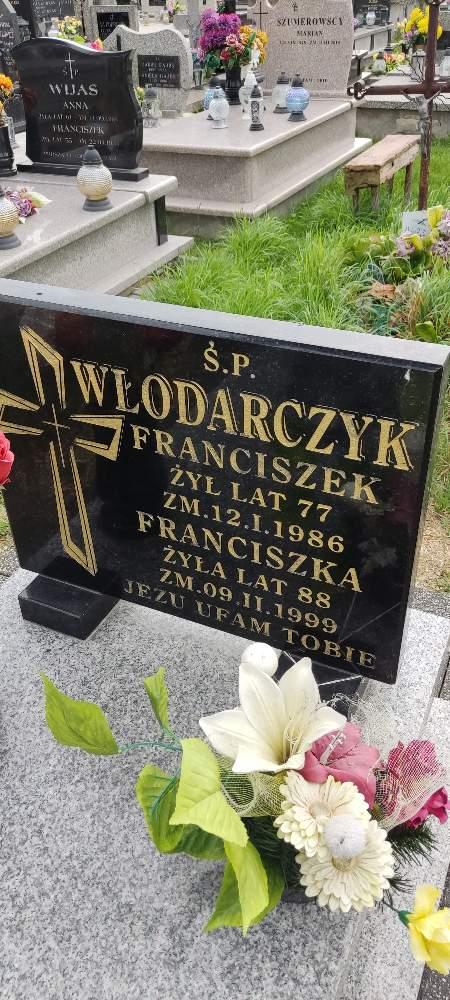 SZUMEROWSCY
MARIAN
WIJAS
ANNA
FRANCISZEK
Ś.P.
WŁODARCZYK
FRANCISZEK
ŻYŁ LAT 77
ZM.12.I.1986
FRANCISZKA
ŻYŁA LAT 88
ZM.09.II.1999
JEZU UFAM TOBIE